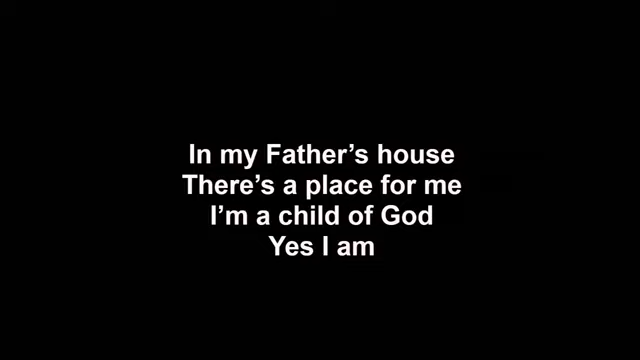 In my Father’s house
There’s a place for me
I’m a child of God
Yes I am